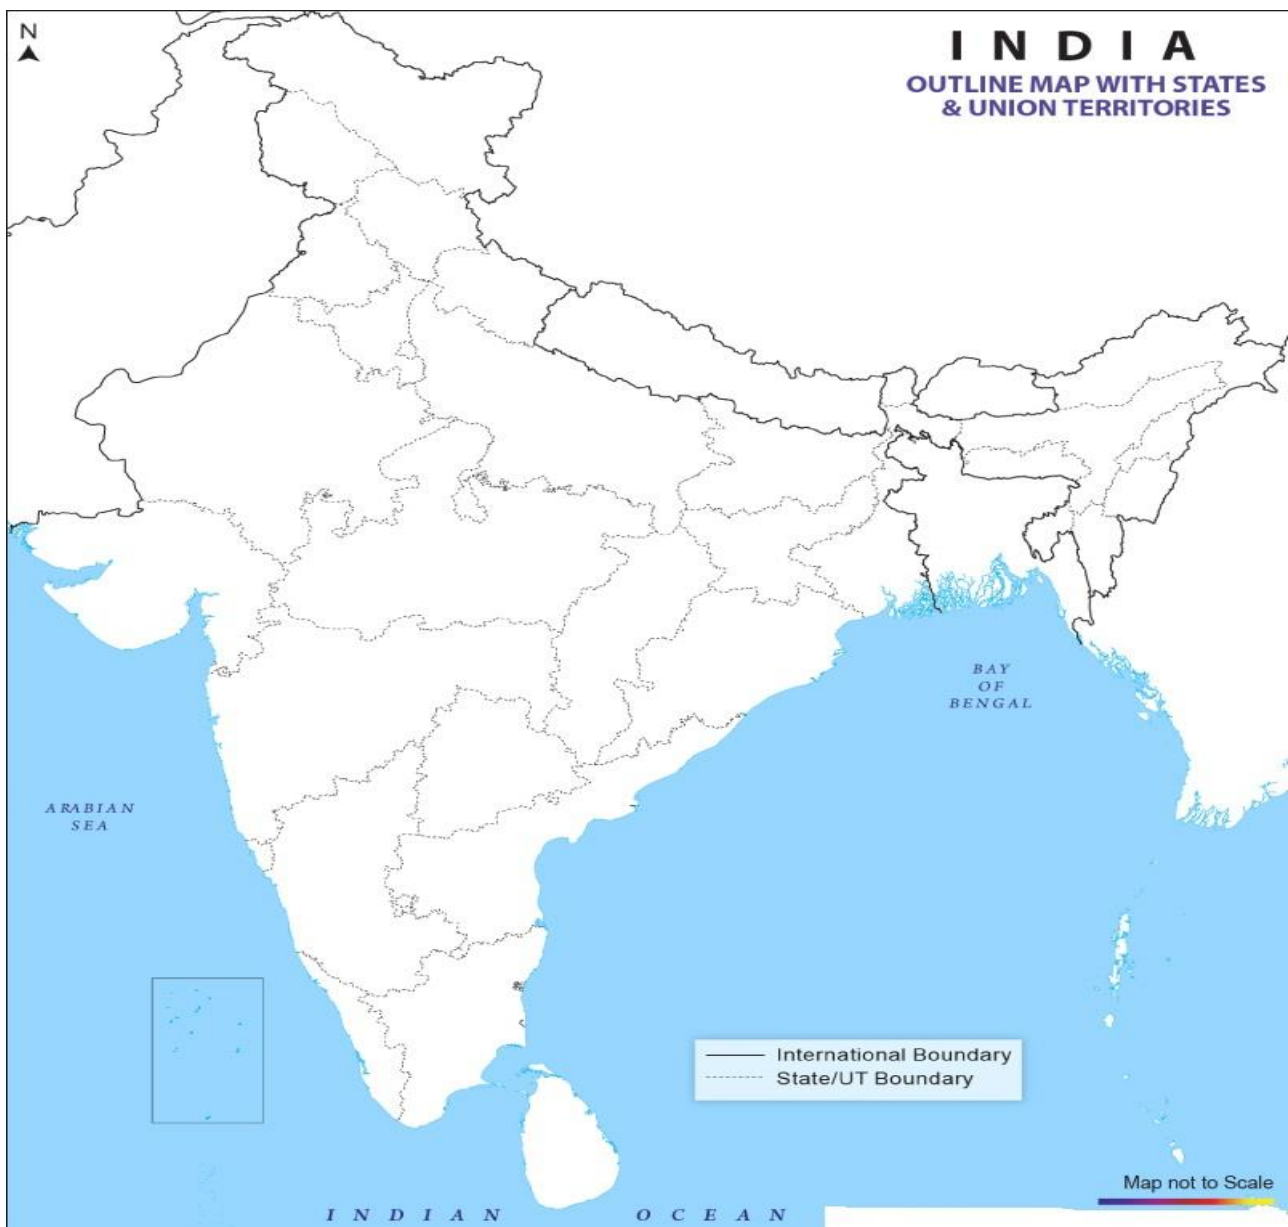 N
INDIA
OUTLINE MAP WITH STATES
& UNION TERRITORIES
BAY
OF
BENGAL
ARABIAN
SEA
International Boundary
State/UT Boundary
Map not to Scale
INDIAN OCEAN